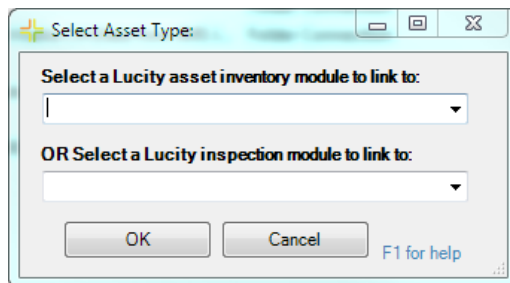 Select Asset Type:
Select a Lucity asset inventory module to link to:
OR Select a Lucity inspection module to link to:
OK
Cancel
F1 for help